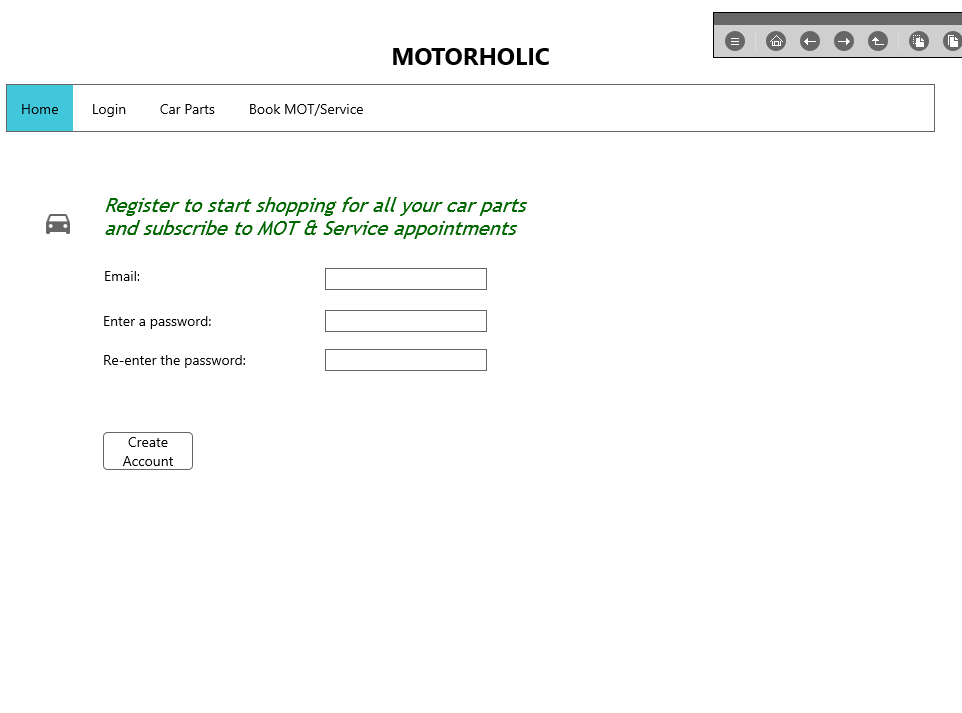 MOTORHOLIC
Home Login Car Parts Book MOT/Service
Register to start shopping for all your car parts
and subscribe to MOT & Service appointments
Email:
Enter a password:
Re-enter the password:
Create
Account